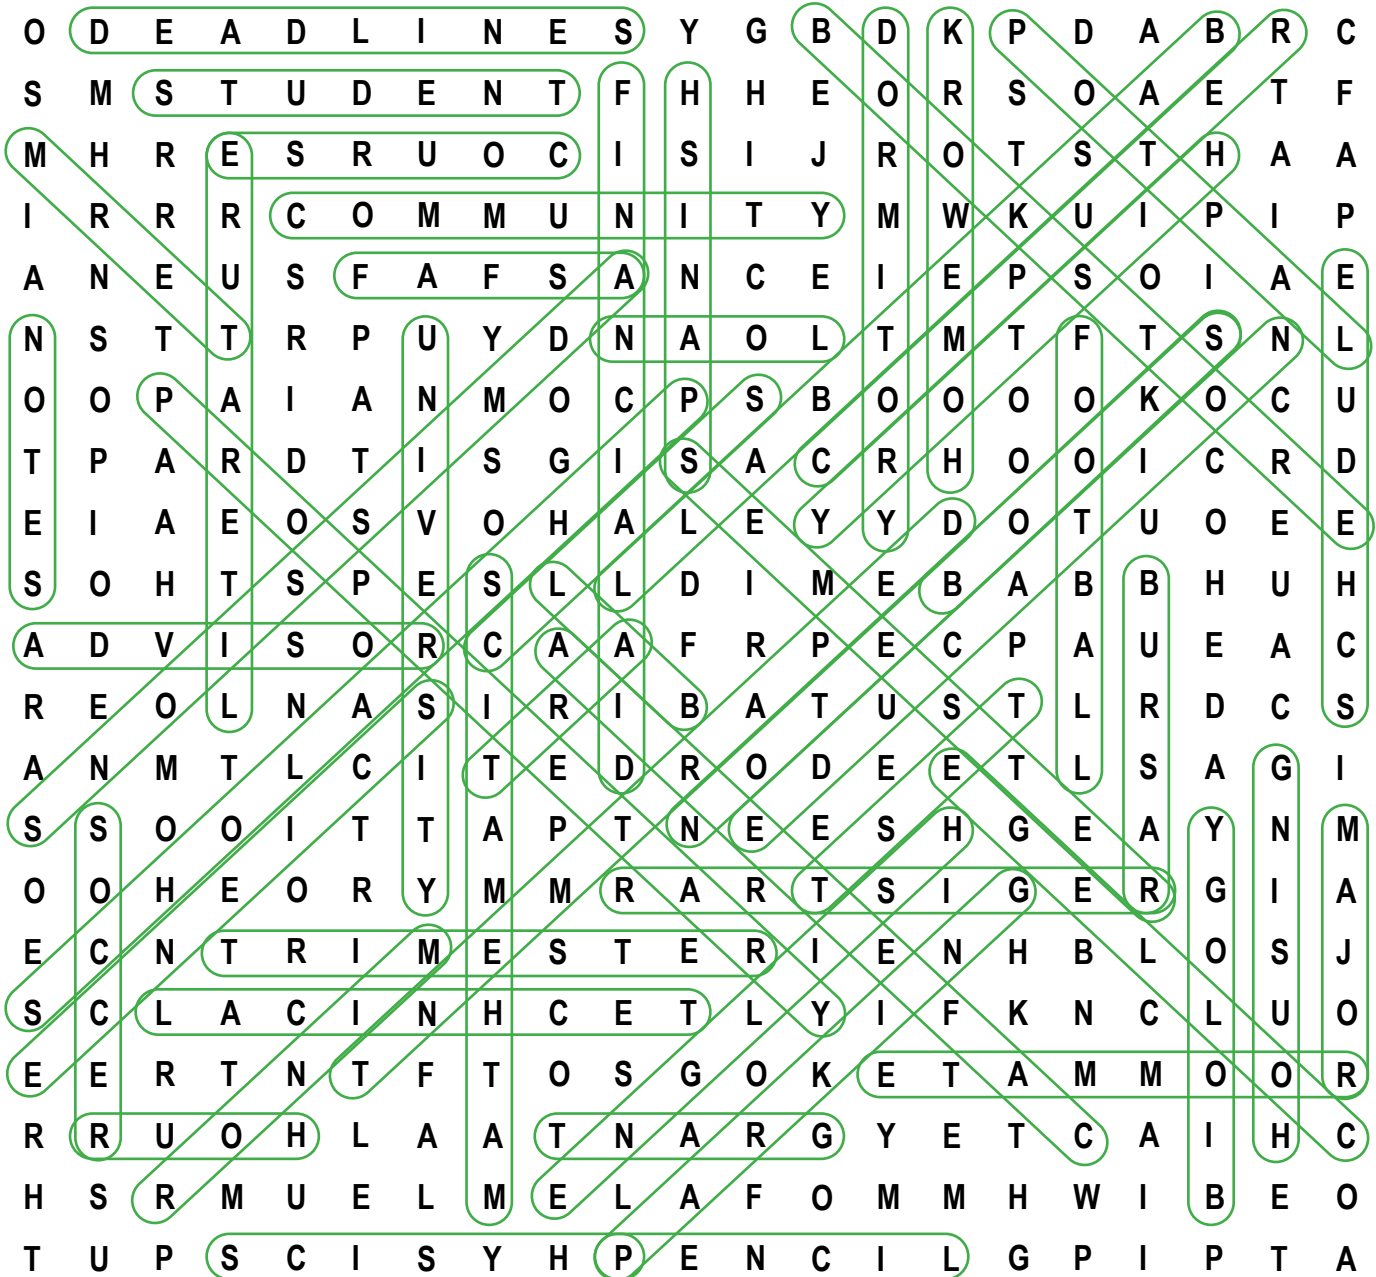 O D E A D L I N E S Y G B D K P D A B R C
S M S T U D E N T F H H E O R S O A E T F
M H R E S R U O C I S I J R O T S T H A A
I R R R C O M M U N I T Y M W K U I P I P
A N E U S F A F S A N C E I E P S O I A E
N S T T R P U Y D N A O L T M T F T S N L
O O P A I A N M O C P S B O O O O K O C U
T P A R D T I S G I S A C R H O O I C R D
E I A E O S V O H A L E Y Y D O T U O E E
S O H T S P E S L L D I M E B A B B H U H
A D V I S O R C A A F R P E C P A U E A C
R E O L N A S I R I B A T U S T L R D C S
A N M T L C I T E D R O D E E T L S A G I
S S O O I T T A P T N E E S H G E A Y N M
O O H E O R Y M M R A R T S I G E R G I A
E C N T R I M E S T E R I E N H B L O S J
S C L A C I N H C E T L Y I F K N C L U O
E E R T N T F T O S G O K E T A M M O O R
R R U O H L A A T N A R G Y E T C A I H C
H S R M U E L M E L A F O M M H W I B E O
T U P S C I S Y H P E N C I L G P I P T A